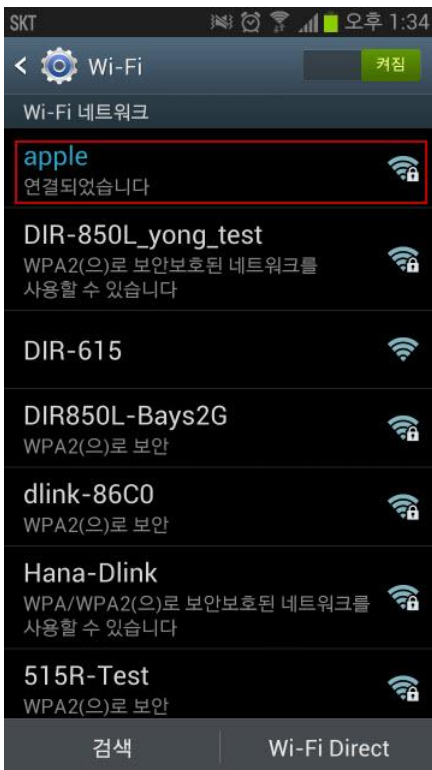 SKT 오후 1:34
Wi-Fi 켜짐
Wi-Fi 네트워크
apple
연결되었습니다
DIR-850L_yong_test
WPA2(으)로 보안보호된 네트워크를
사용할 수 있습니다
DIR-615
DIR850L-Bays2G
WPA2(으)로 보안
dlink-86C0
WPA2(으)로 보안
Hana-Dlink
WPA/WPA2(으)로 보안보호된 네트워크를
사용할 수 있습니다
515R-Test
WPA2(으)로 보안
검색 Wi-Fi Direct